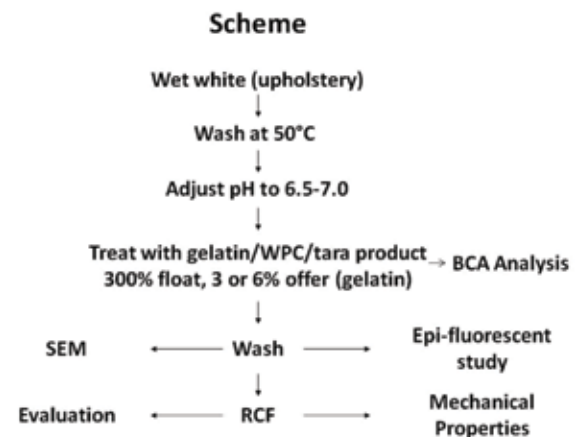 Scheme
Wet white (upholstery)
Wash at 50°C
Adjust pH to 6.5-7.0
Treat with gelatin/WPC/tara product
300% float, 3 or 6% offer (gelatin)
BCA Analysis
SEM
Wash
Epi-fluorescent
study
Evaluation
RCF
Mechanical
Properties